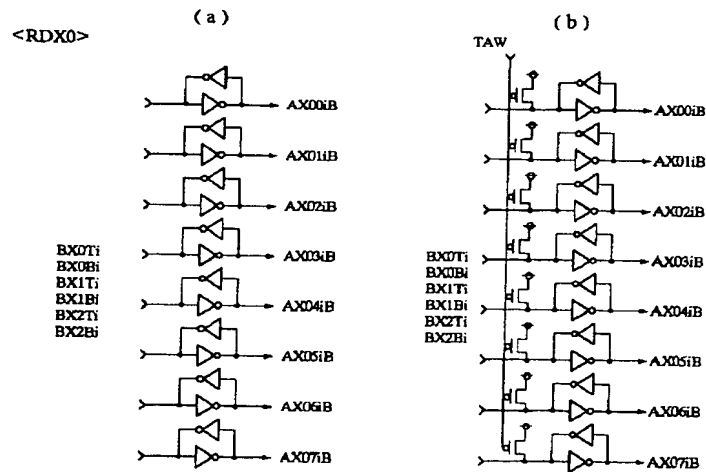 (a)
<RDX0>
AX00iB
AX01iB
AX02iB
AX03iB
AX04iB
AX05iB
AX06iB
AX07iB
BX0Ti
BX0Bi
BX1Ti
BX1Bi
BX2Ti
BX2Bi
(b)
TAW
AX00iB
AX01iB
AX02iB
AX03iB
AX04iB
AX05iB
AX06iB
AX07iB
BX0Ti
BX0Bi
BX1Ti
BX1Bi
BX2Ti
BX2Bi